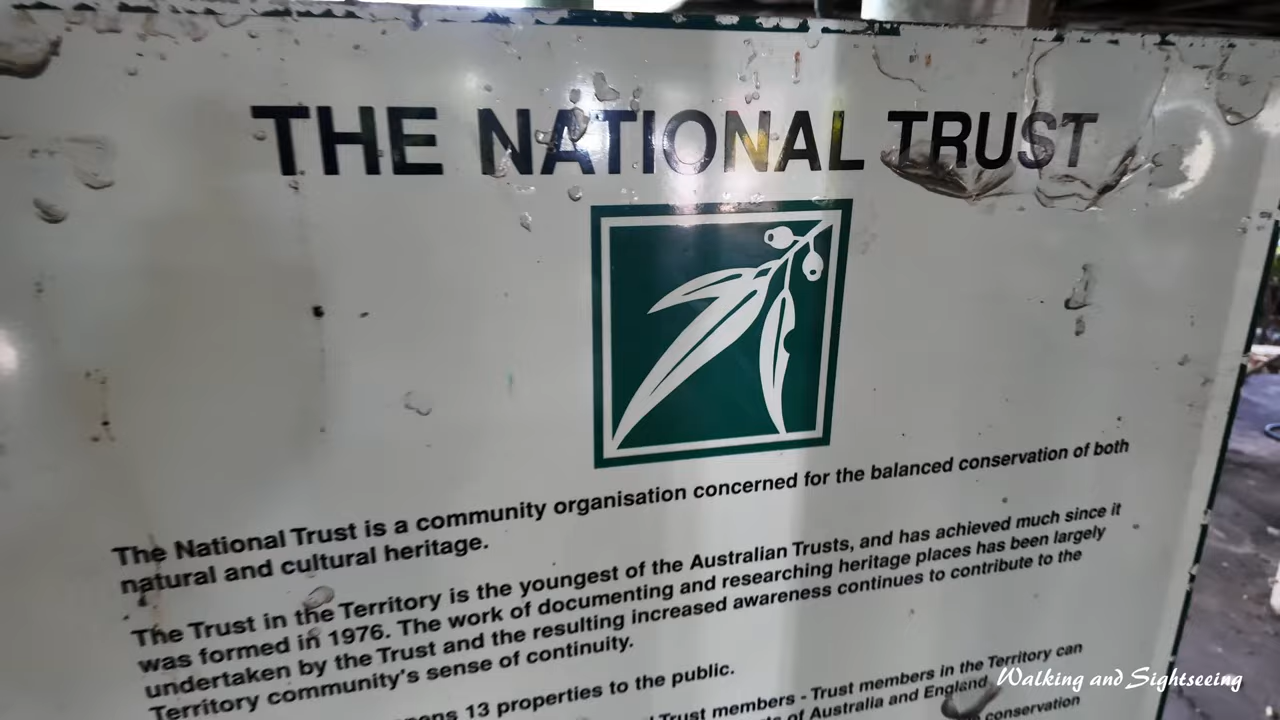 THE NATIONAL TRUST
The National Trust is a community organisation concerned for the balanced conservation of both
natural and cultural heritage.
The Trust in the Territory is the youngest of the Australian Trusts, and has achieved much since it
was formed in 1976. The work of documenting and researching heritage places has been largely
undertaken by the Trust and the resulting increased awareness continues to contribute to the
Territory community's sense of continuity.
13 properties to the public.
Trust members - Trust members in the Territory can
of Australia and England
conservation
Walking and Sightseeing